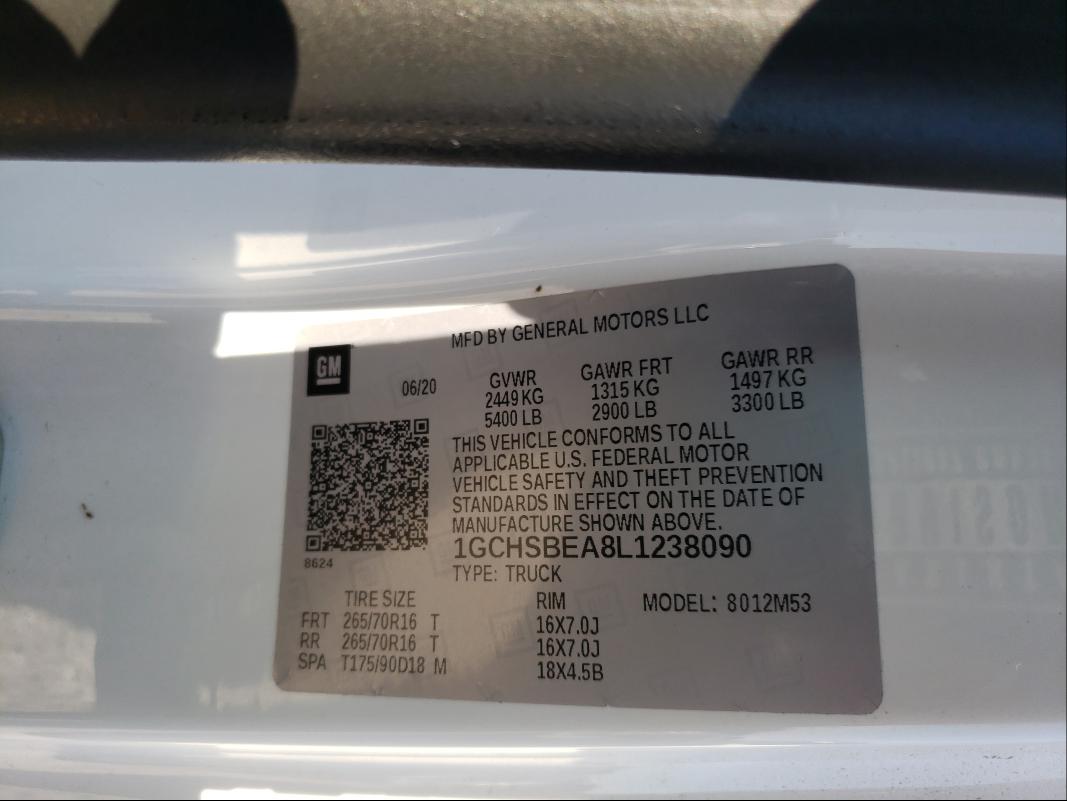 MFD BY GENERAL MOTORS LLC
GM
06/20
GVWR GAWR FRT GAWR RR
2449 KG 1315 KG 1497 KG
5400 LB 2900 LB 3300 LB
THIS VEHICLE CONFORMS TO ALL
APPLICABLE U.S. FEDERAL MOTOR
VEHICLE SAFETY AND THEFT PREVENTION
STANDARDS IN EFFECT ON THE DATE OF
MANUFACTURE SHOWN ABOVE.
1GCHSBEA8L1238090
8624
TYPE: TRUCK
TIRE SIZE RIM MODEL: 8012M53
FRT 265/70R16 T 16X7.0J
RR 265/70R16 T 16X7.0J
SPA T175/90D18 M 18X4.5B